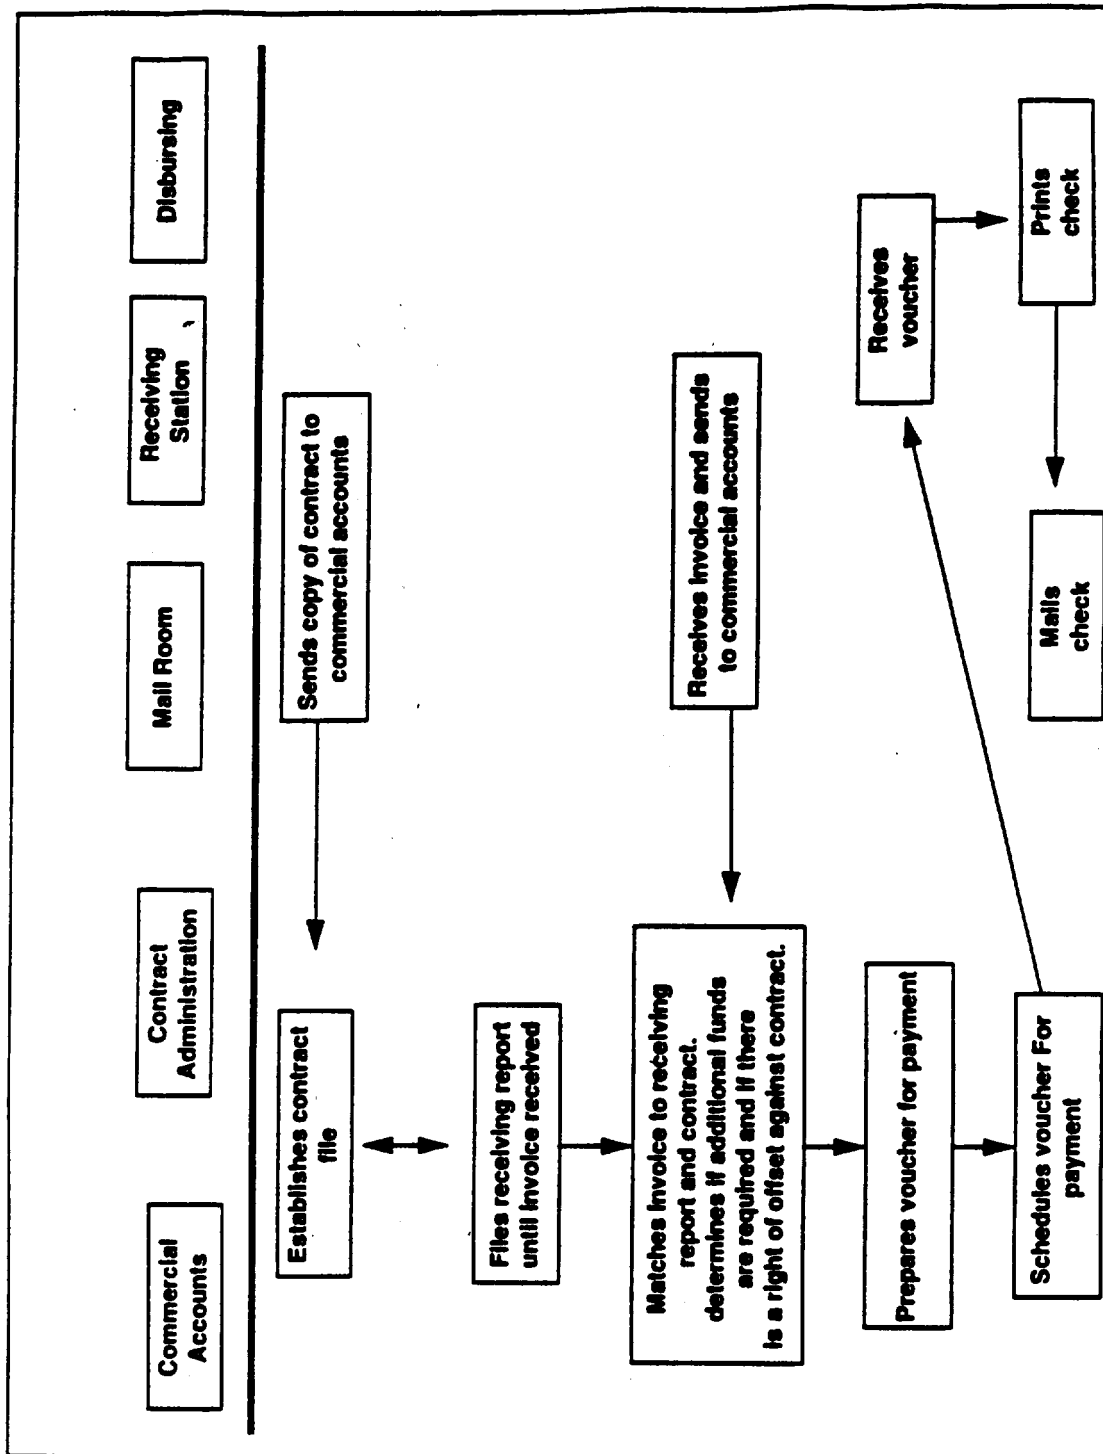 Commercial
Accounts
Contract
Administration
Mail Room
Receiving
Station
Disbursing
Establishes contract
file
Sends copy of contract to
commercial accounts
Files receiving report
until invoice received
Matches invoice to receiving
report and contract.
determines if additional funds
are required and if there
is a right of offset against contract.
Receives invoice and sends
to commercial accounts
Prepares voucher for payment
Receives
voucher
Schedules voucher For
payment
Mails
check
Prints
check